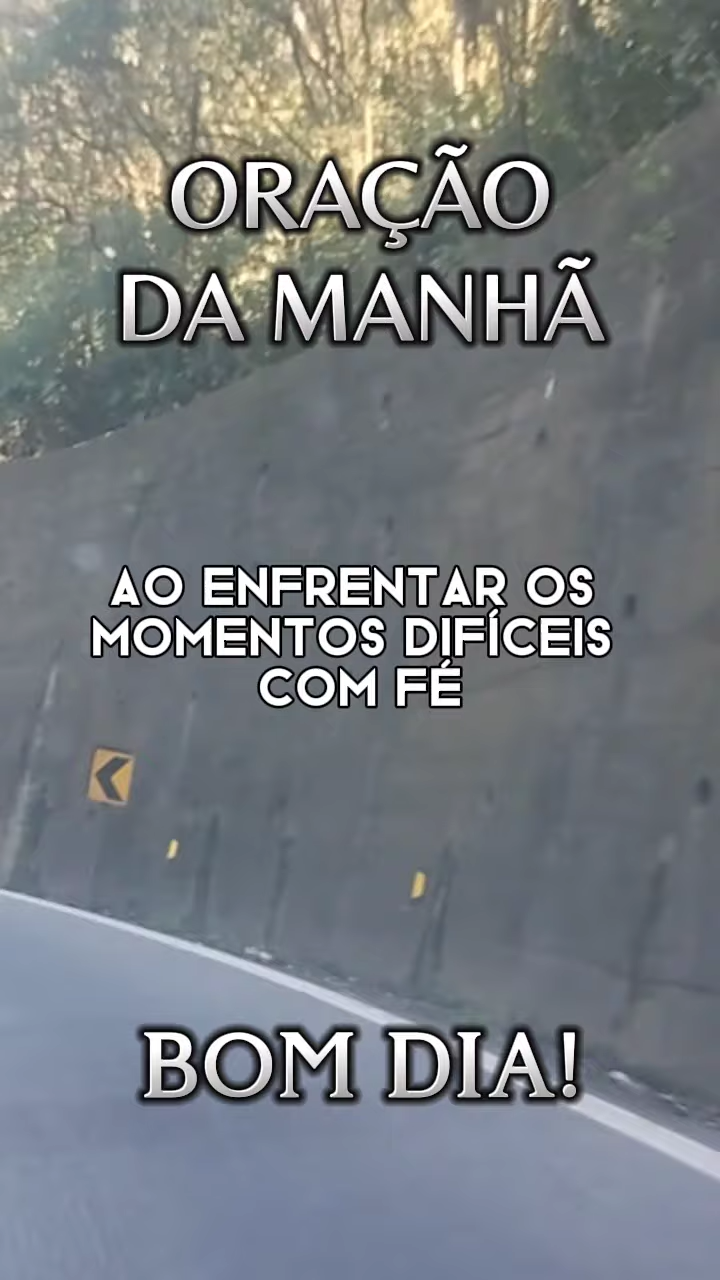 ORAÇÃO
DA MANHÃ
AO ENFRENTAR OS
MOMENTOS DIFÍCEIS
COM FÉ
BOM DIA!